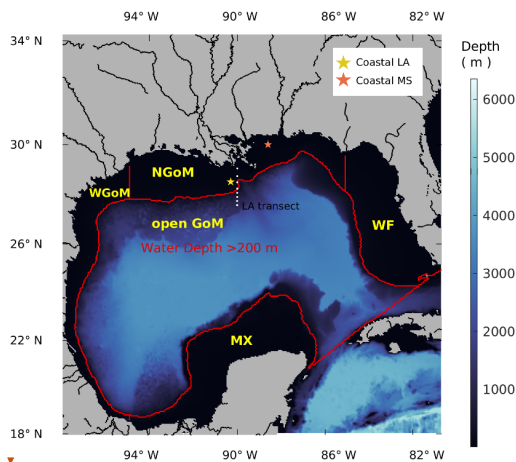 94° W 90° W 86° W 82° W
Depth
( m )
34° N
Coastal LA
Coastal MS
6000
30° N
NGoM
5000
WGoM
LA transect
open GoM
WF
4000
26° N
Water Depth >200 m
3000
22° N
MX
2000
1000
18° N
94° W 90° W 86° W 82° W